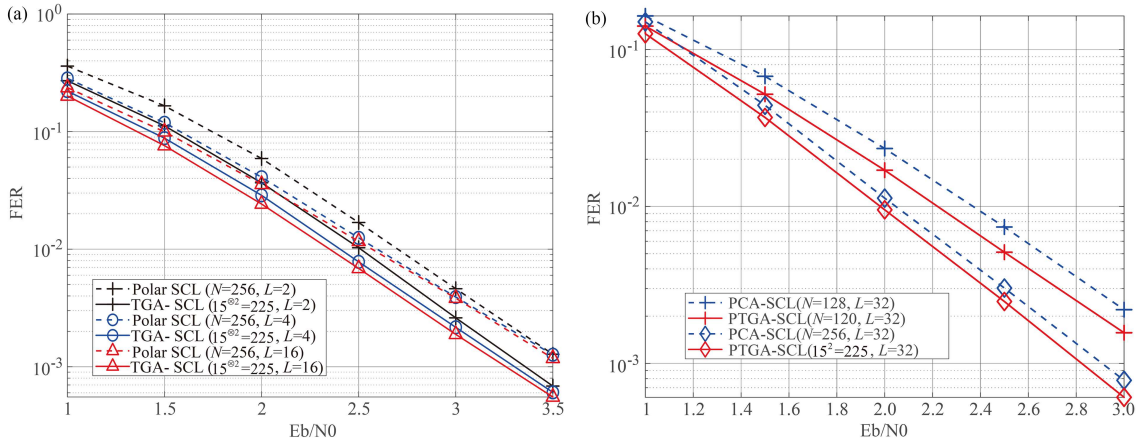 (a)
10^0
10^-1
10^-2
10^-3
FER
1
1.5
2
2.5
3
3.5
Eb/N0
Polar SCL (N=256, L=2)
TGA- SCL (15^⊗2=225, L=2)
Polar SCL (N=256, L=4)
TGA- SCL (15^⊗2=225, L=4)
Polar SCL (N=256, L=16)
TGA- SCL (15^⊗2=225, L=16)
(b)
10^-1
10^-2
10^-3
FER
1
1.2
1.4
1.6
1.8
2.0
2.2
2.4
2.6
2.8
3.0
Eb/N0
PCA-SCL(N=128, L=32)
PTGA-SCL(N=120, L=32)
PCA-SCL(N=256, L=32)
PTGA-SCL(15^2=225, L=32)